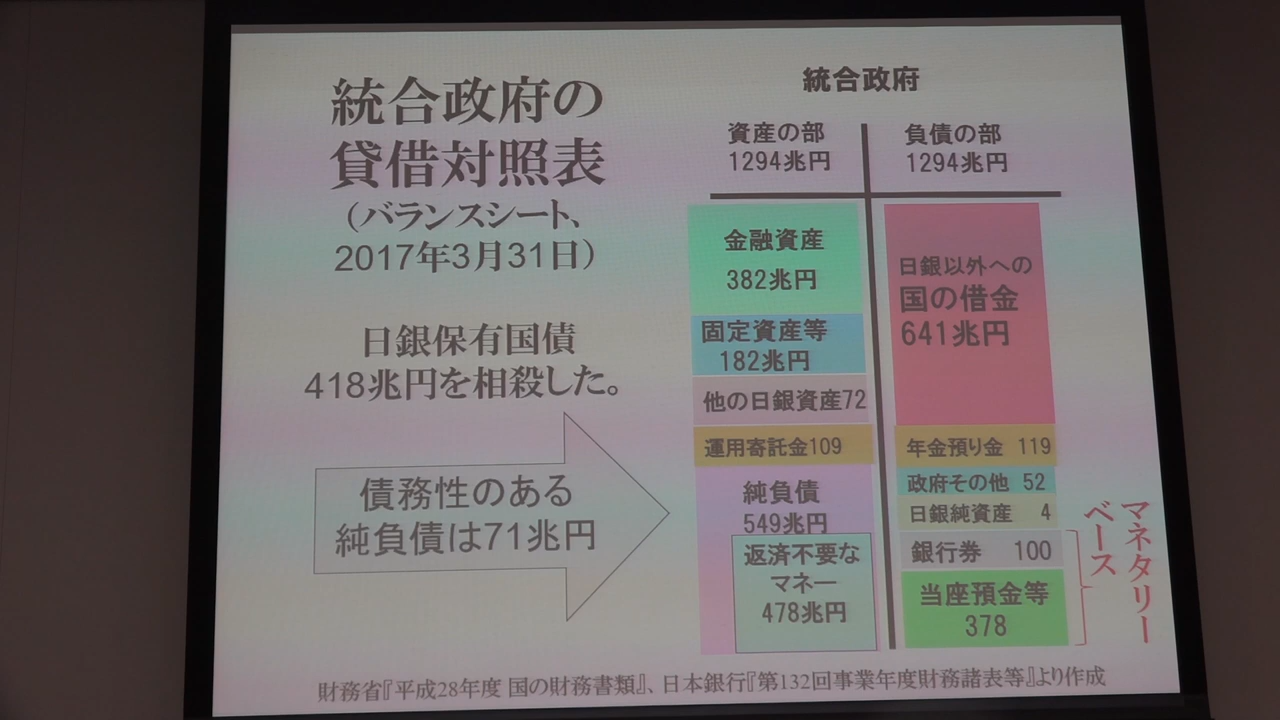 統合政府の
貸借対照表
(バランスシート、
2017年3月31日)
日銀保有国債
418兆円を相殺した。
債務性のある
純負債は71兆円
統合政府
資産の部
1294兆円
負債の部
1294兆円
金融資産
382兆円
固定資産等
182兆円
他の日銀資産72
運用寄託金109
純負債
549兆円
返済不要な
マネー
478兆円
日銀以外への
国の借金
641兆円
年金預り金 119
政府その他 52
日銀純資産 4
銀行券 100
当座預金等
378
マネタリー
ベース
財務省『平成28年度 国の財務書類』、日本銀行『第132回事業年度財務諸表等』より作成